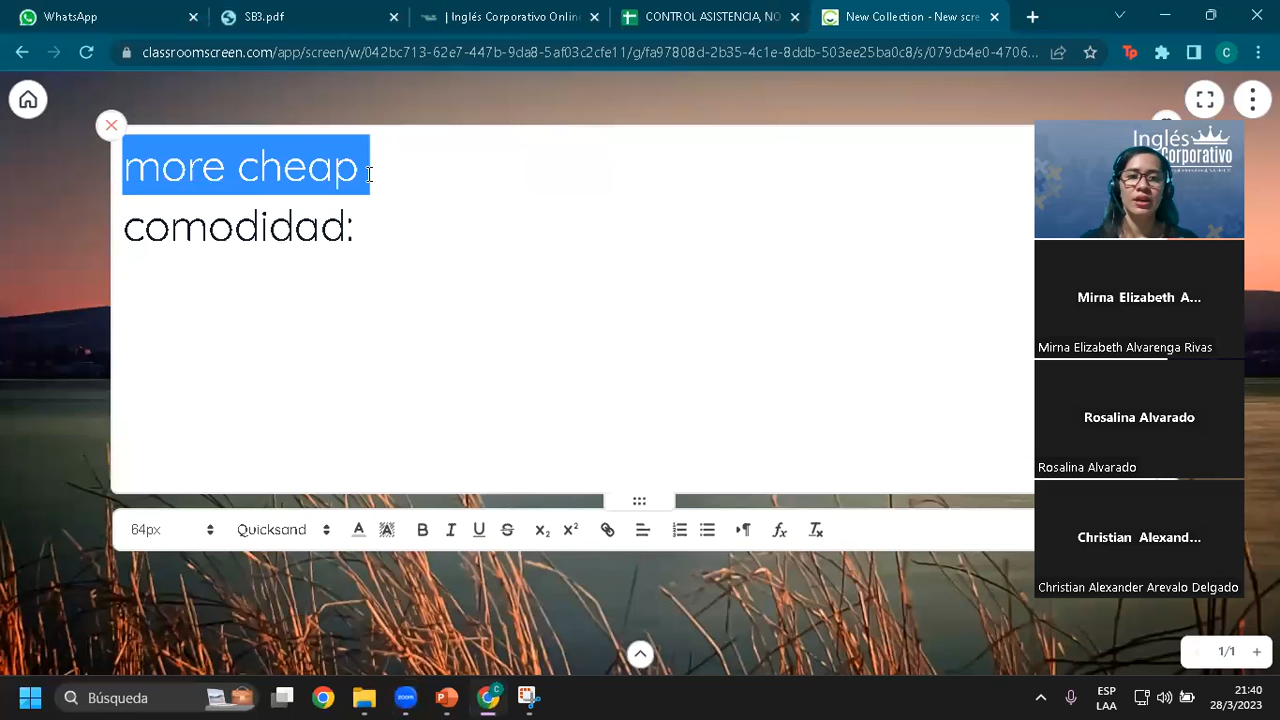 WhatsApp
SB3.pdf
| Inglés Corporativo Onlin
CONTROL ASISTENCIA, NO
New Collection - New scre
classroomscreen.com/app/screen/w/042bc713-62e7-447b-9da8-5af03c2cfe11/g/fa97808d-2b35-4c1e-8ddb-503ee25ba0c8/s/079cb4e0-4706...
C
more cheap
comodidad:
Inglés
Corporativo
Mirna Elizabeth A...
Mirna Elizabeth Alvarenga Rivas
Rosalina Alvarado
Rosalina Alvarado
Christian Alexand...
Christian Alexander Arevalo Delgado
64px
Quicksand
1/1
Búsqueda
ESP
LAA
21:40
28/3/2023